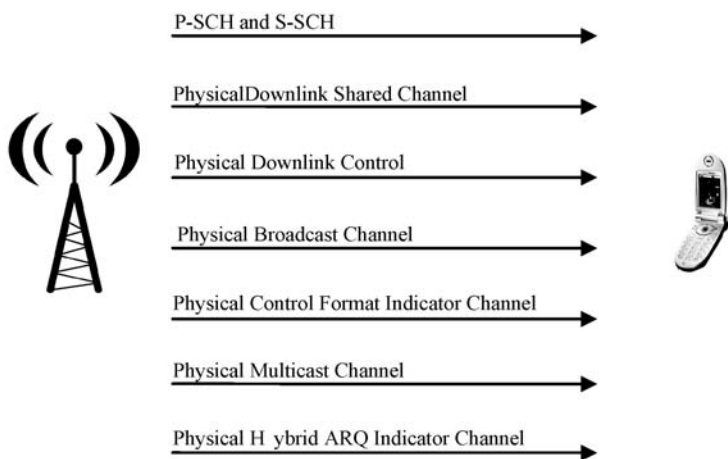 P-SCH and S-SCH
PhysicalDownlink Shared Channel
Physical Downlink Control
Physical Broadcast Channel
Physical Control Format Indicator Channel
Physical Multicast Channel
Physical H ybrid ARQ Indicator Channel